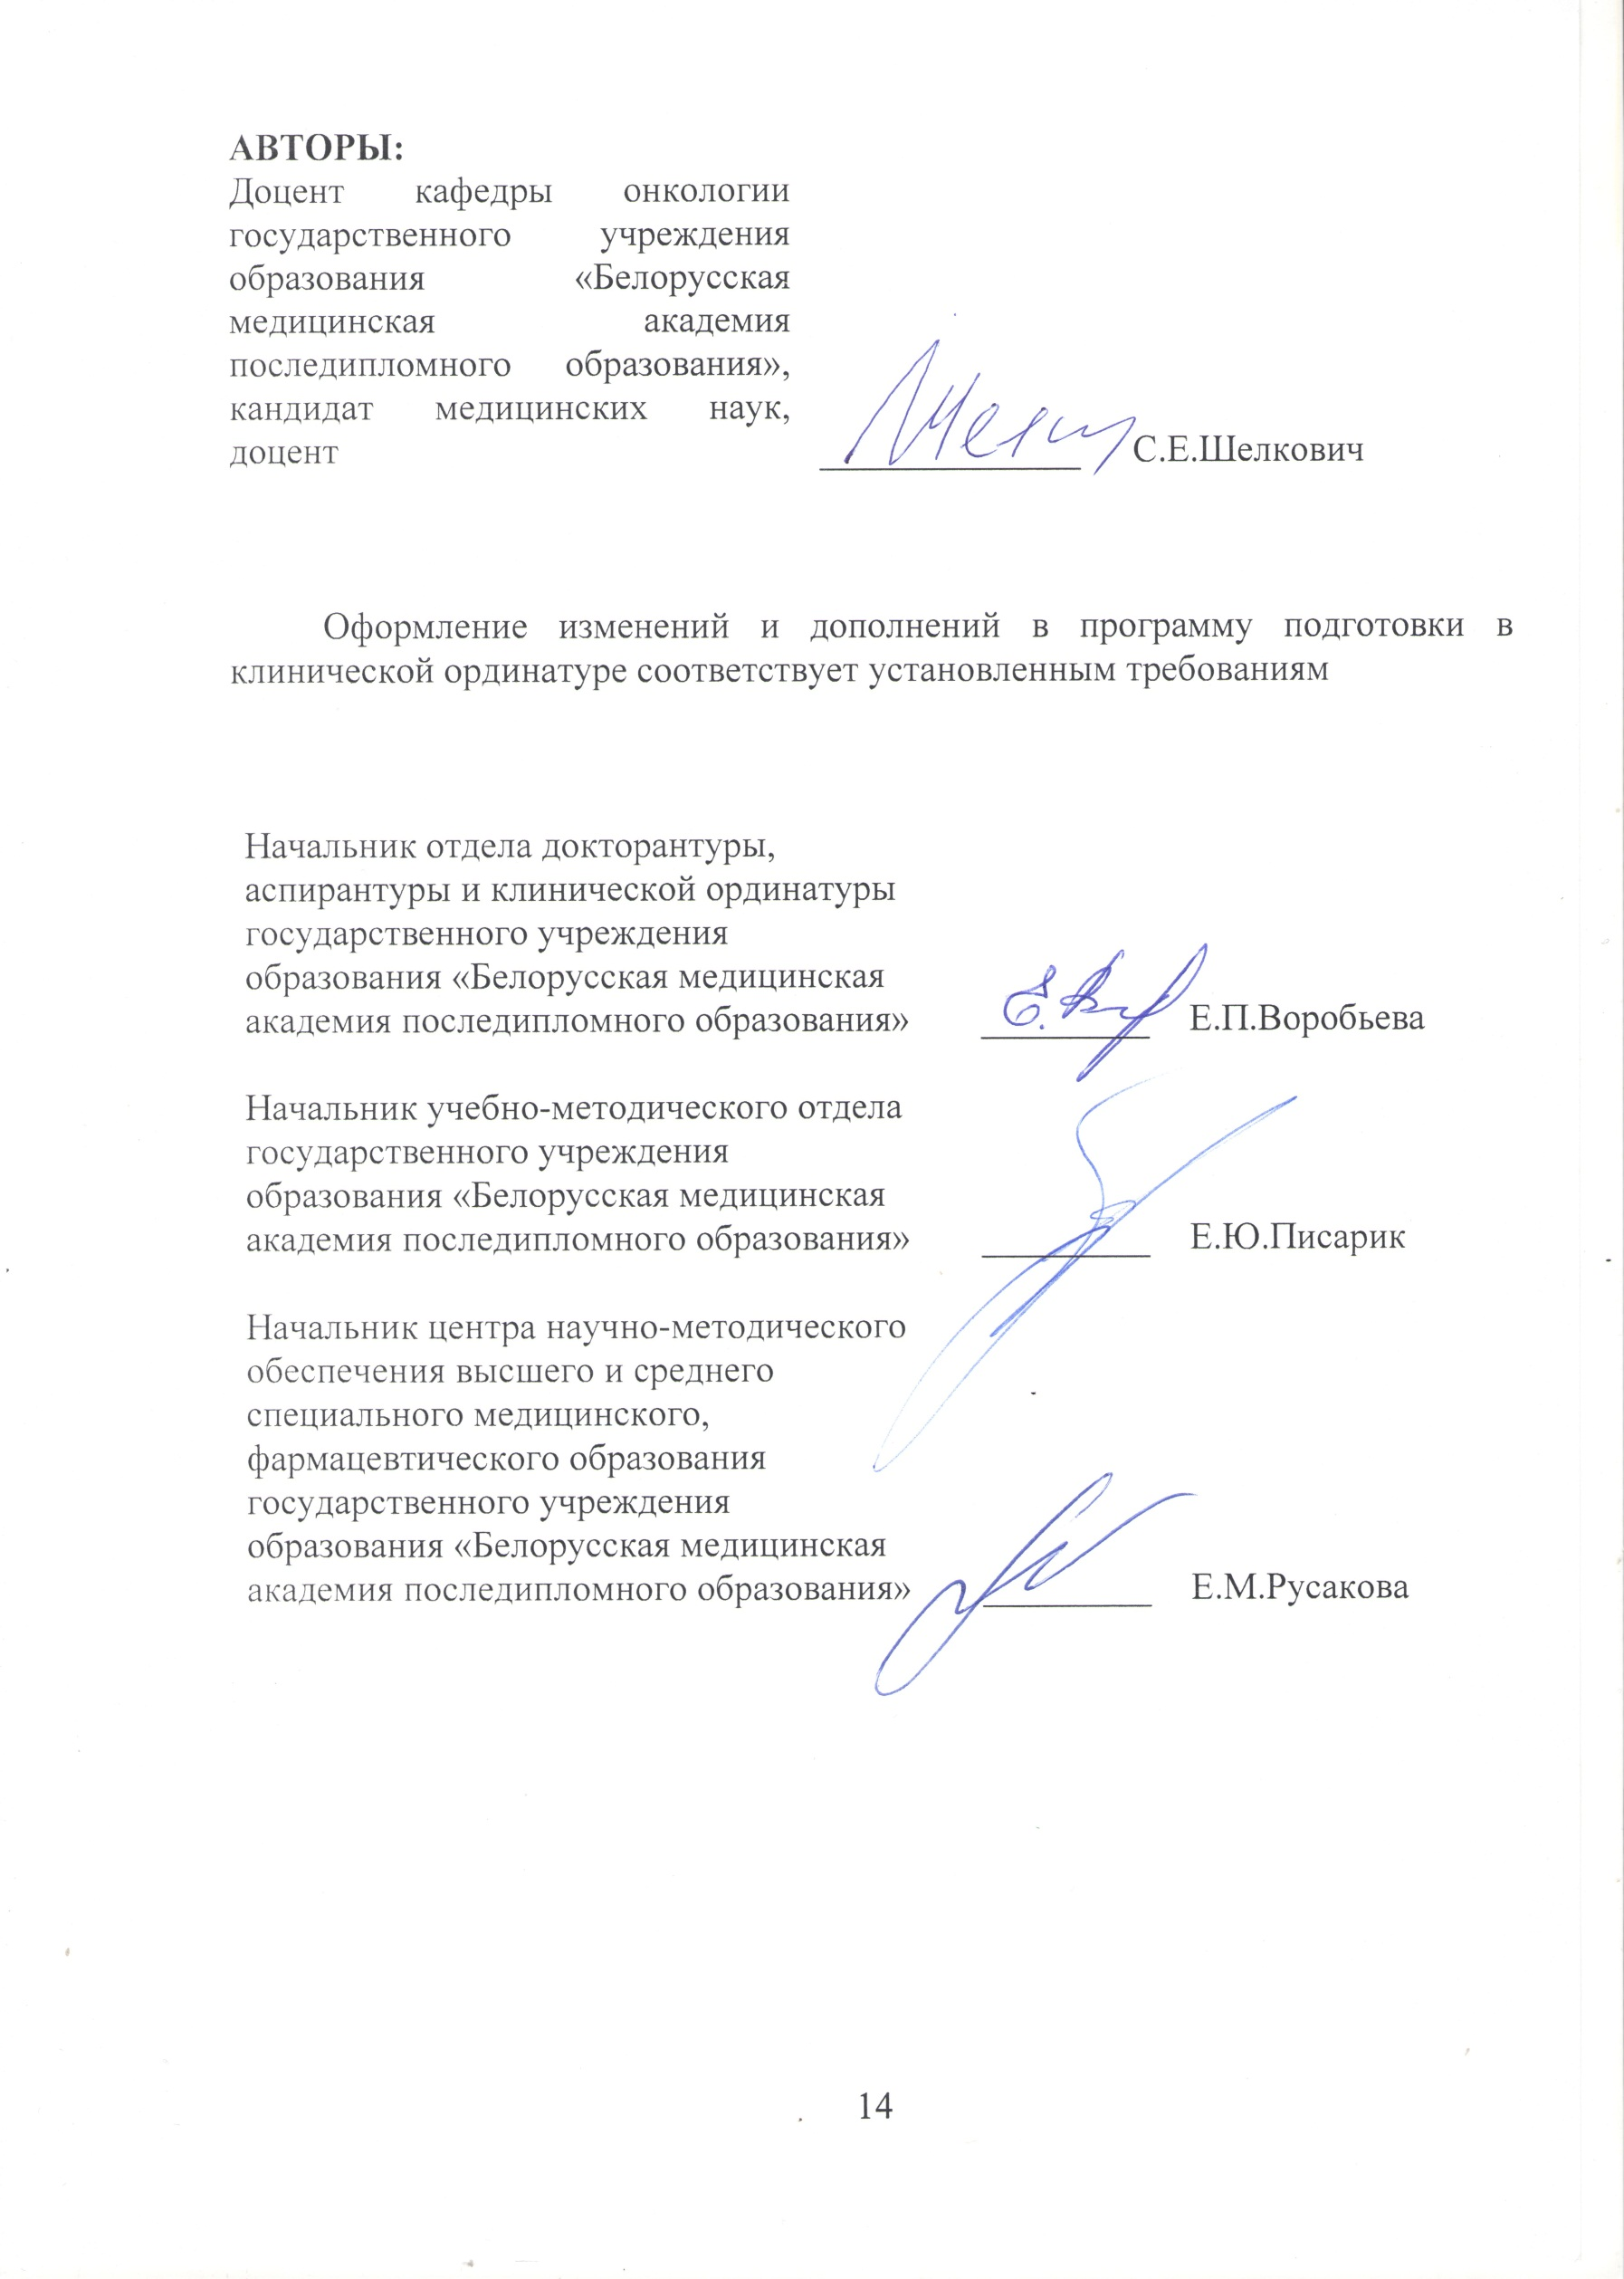 АВТОРЫ:
Доцент кафедры онкологии
государственного учреждения
образования «Белорусская
медицинская академия
последипломного образования»,
кандидат медицинских наук,
доцент С.Е.Шелкович
Оформление изменений и дополнений в программу подготовки в
клинической ординатуре соответствует установленным требованиям
Начальник отдела докторантуры,
аспирантуры и клинической ординатуры
государственного учреждения
образования «Белорусская медицинская
академия последипломного образования» Е.П.Воробьева
Начальник учебно-методического отдела
государственного учреждения
образования «Белорусская медицинская
академия последипломного образования» Е.Ю.Писарик
Начальник центра научно-методического
обеспечения высшего и среднего
специального медицинского,
фармацевтического образования
государственного учреждения
образования «Белорусская медицинская
академия последипломного образования» Е.М.Русакова
14